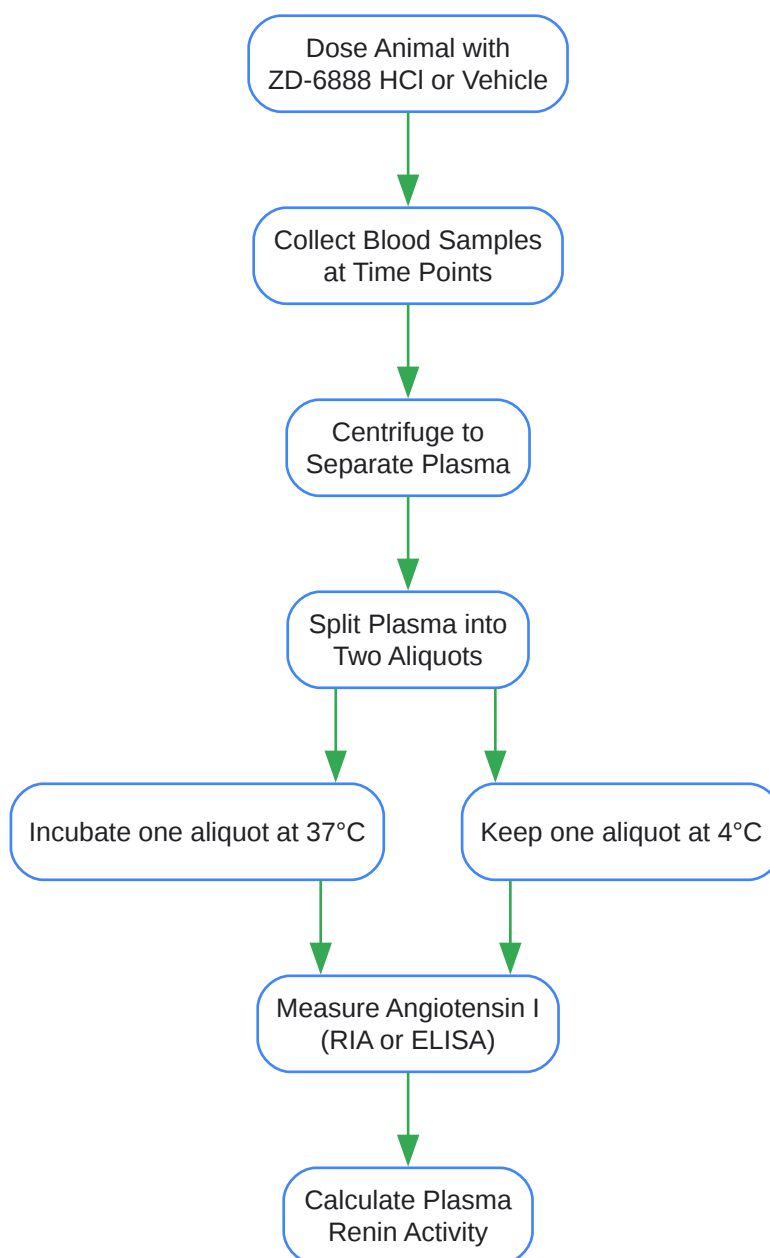 Dose Animal with
ZD-6888 HCl or Vehicle
Collect Blood Samples
at Time Points
Centrifuge to
Separate Plasma
Split Plasma into
Two Aliquots
Incubate one aliquot at 37°C
Keep one aliquot at 4°C
Measure Angiotensin I
(RIA or ELISA)
Calculate Plasma
Renin Activity